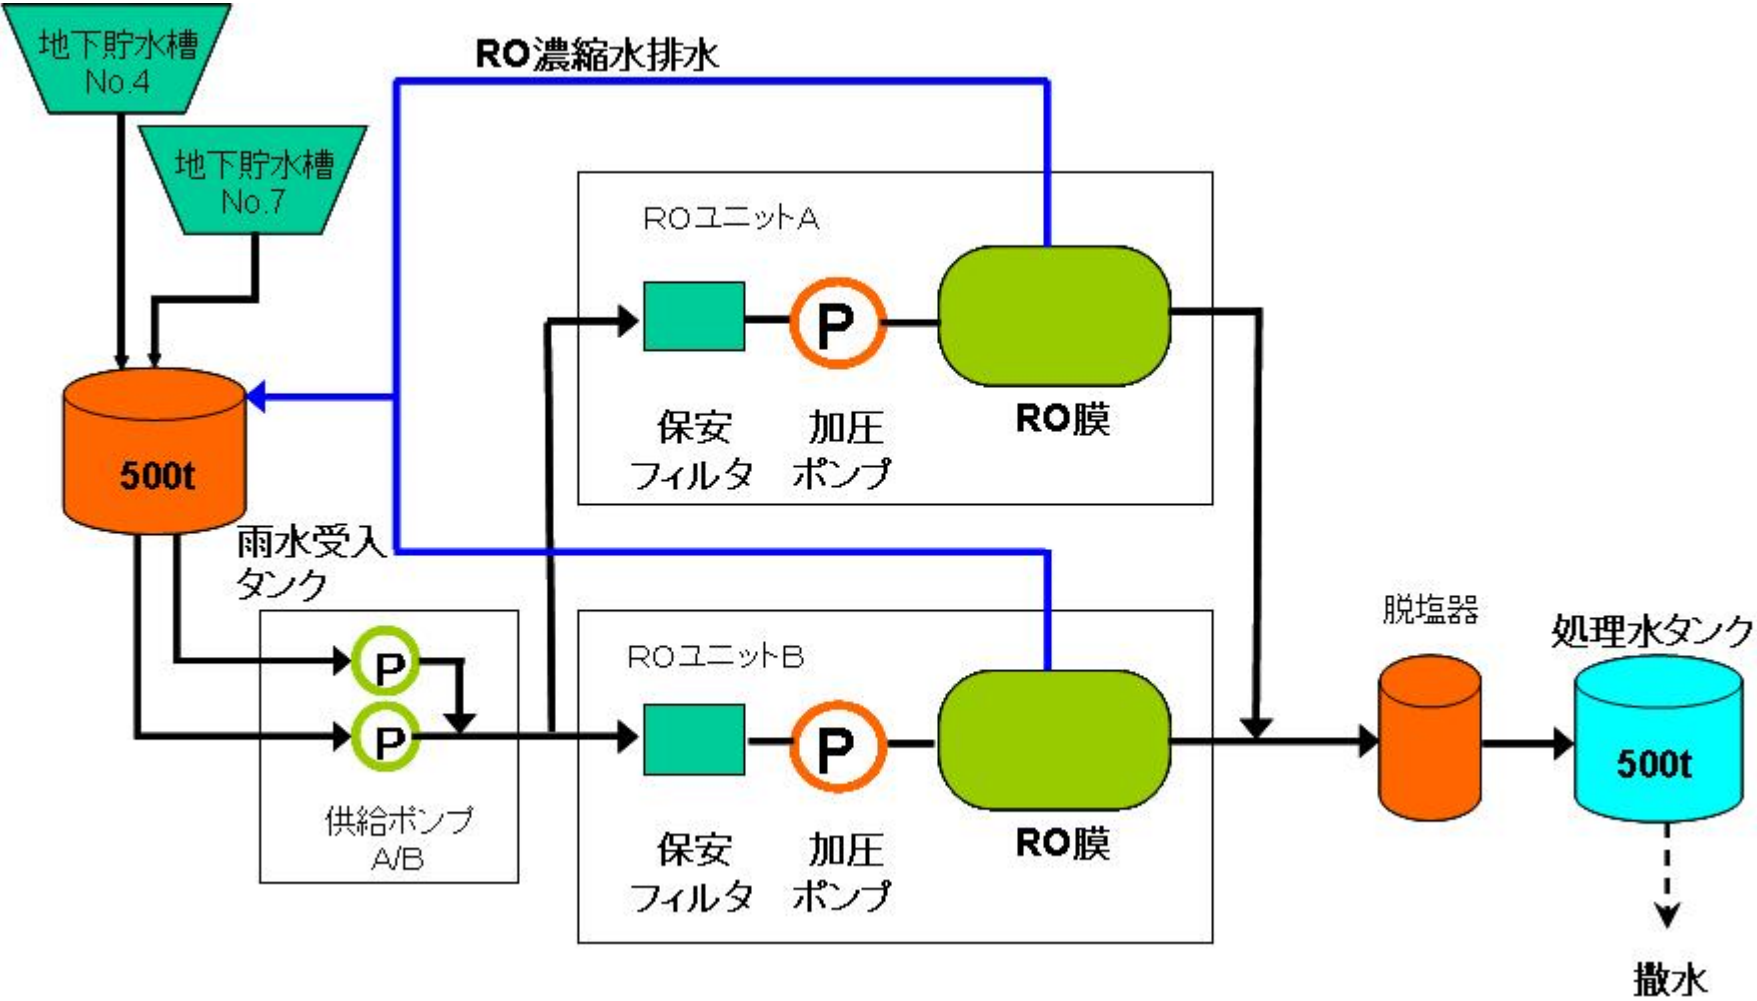 地下貯水槽
No.4
地下貯水槽
No.7
RO濃縮水排水
ROユニットA
P
保安
フィルタ
加圧
ポンプ
RO膜
500t
雨水受入
タンク
P
P
供給ポンプ
A/B
ROユニットB
P
保安
フィルタ
加圧
ポンプ
RO膜
脱塩器
処理水タンク
500t
撒水